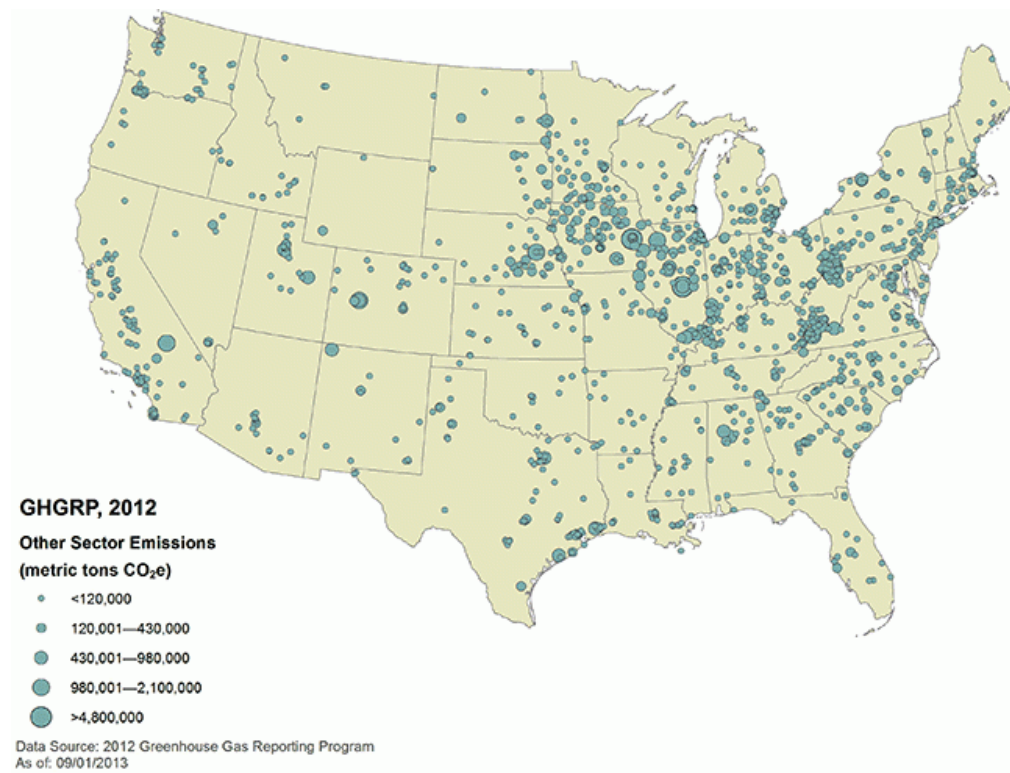 GHGRP, 2012
Other Sector Emissions
(metric tons CO₂e)
<120,000
120,001—430,000
430,001—980,000
980,001—2,100,000
>4,800,000
Data Source: 2012 Greenhouse Gas Reporting Program
As of: 09/01/2013